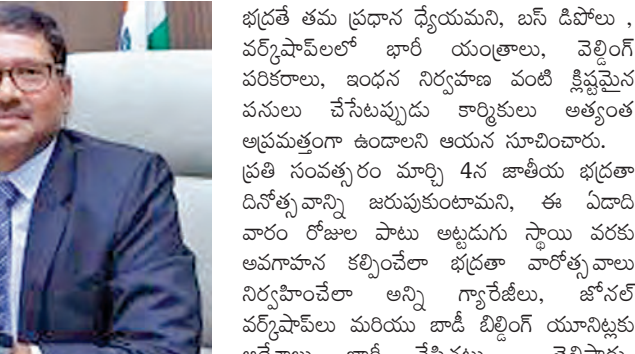 భద్రతే తమ ప్రధాన ధ్యేయమని, బస్ డిపోలు ,
వర్క్‌షాప్‌లలో భారీ యంత్రాలు, వెల్డింగ్
పరికరాలు, ఇంధన నిర్వహణ వంటి క్లిష్టమైన
పనులు చేసేటప్పుడు కార్మికులు అత్యంత
అప్రమత్తంగా ఉండాలని ఆయన సూచించారు.
ప్రతి సంవత్సరం మార్చి 4న జాతీయ భద్రతా
దినోత్సవాన్ని జరుపుకుంటామని, ఈ ఏడాది
వారం రోజుల పాటు అట్టడుగు స్థాయి వరకు
అవగాహన కల్పించేలా భద్రతా వారోత్సవాలు
నిర్వహించేలా అన్ని గ్యారేజీలు, జోనల్
వర్క్‌షాప్‌లు మరియు బాడీ బిల్డింగ్ యూనిట్లకు